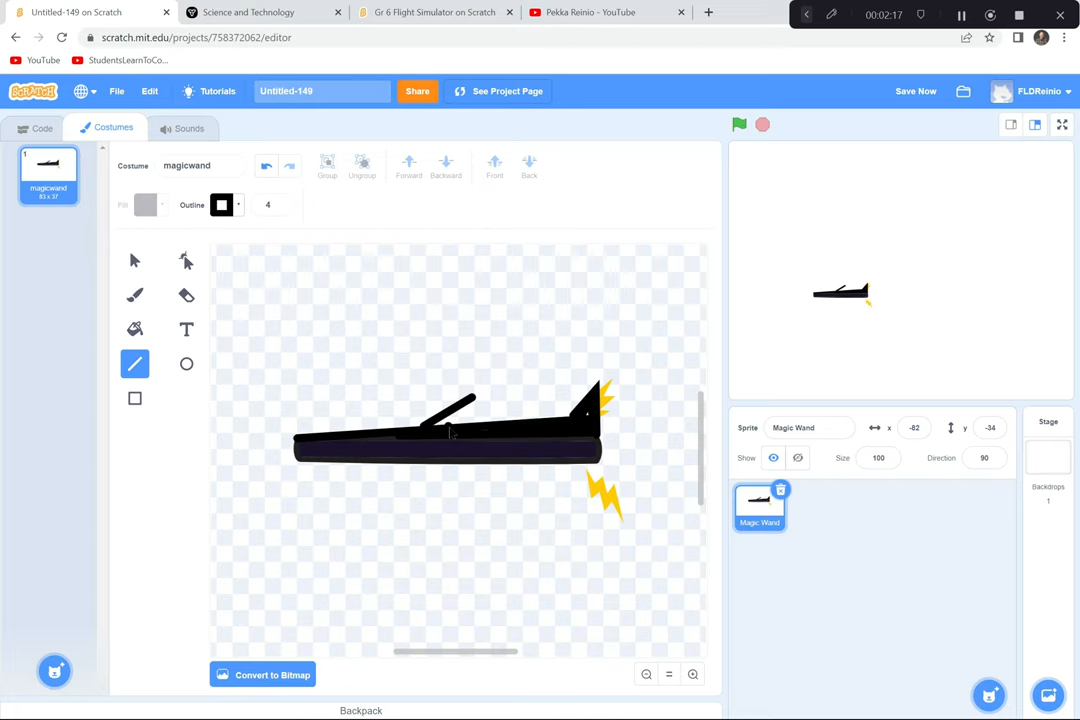 Untitled-149 on Scratch
Science and Technology
Gr 6 Flight Simulator on Scratch
Pekka Reinio - YouTube
00:02:17
scratch.mit.edu/projects/758372062/editor
YouTube
StudentsLearnToCo...
SCRATCH
File
Edit
Tutorials
Untitled-149
Share
See Project Page
Save Now
FLDReinio
Code
Costumes
Sounds
1
magicwand
83 x 37
Costume
magicwand
Group
Ungroup
Forward
Backward
Front
Back
Fill
Outline
4
Convert to Bitmap
Backpack
Sprite
Magic Wand
x
-82
y
-34
Show
Size
100
Direction
90
Magic Wand
Stage
Backdrops
1